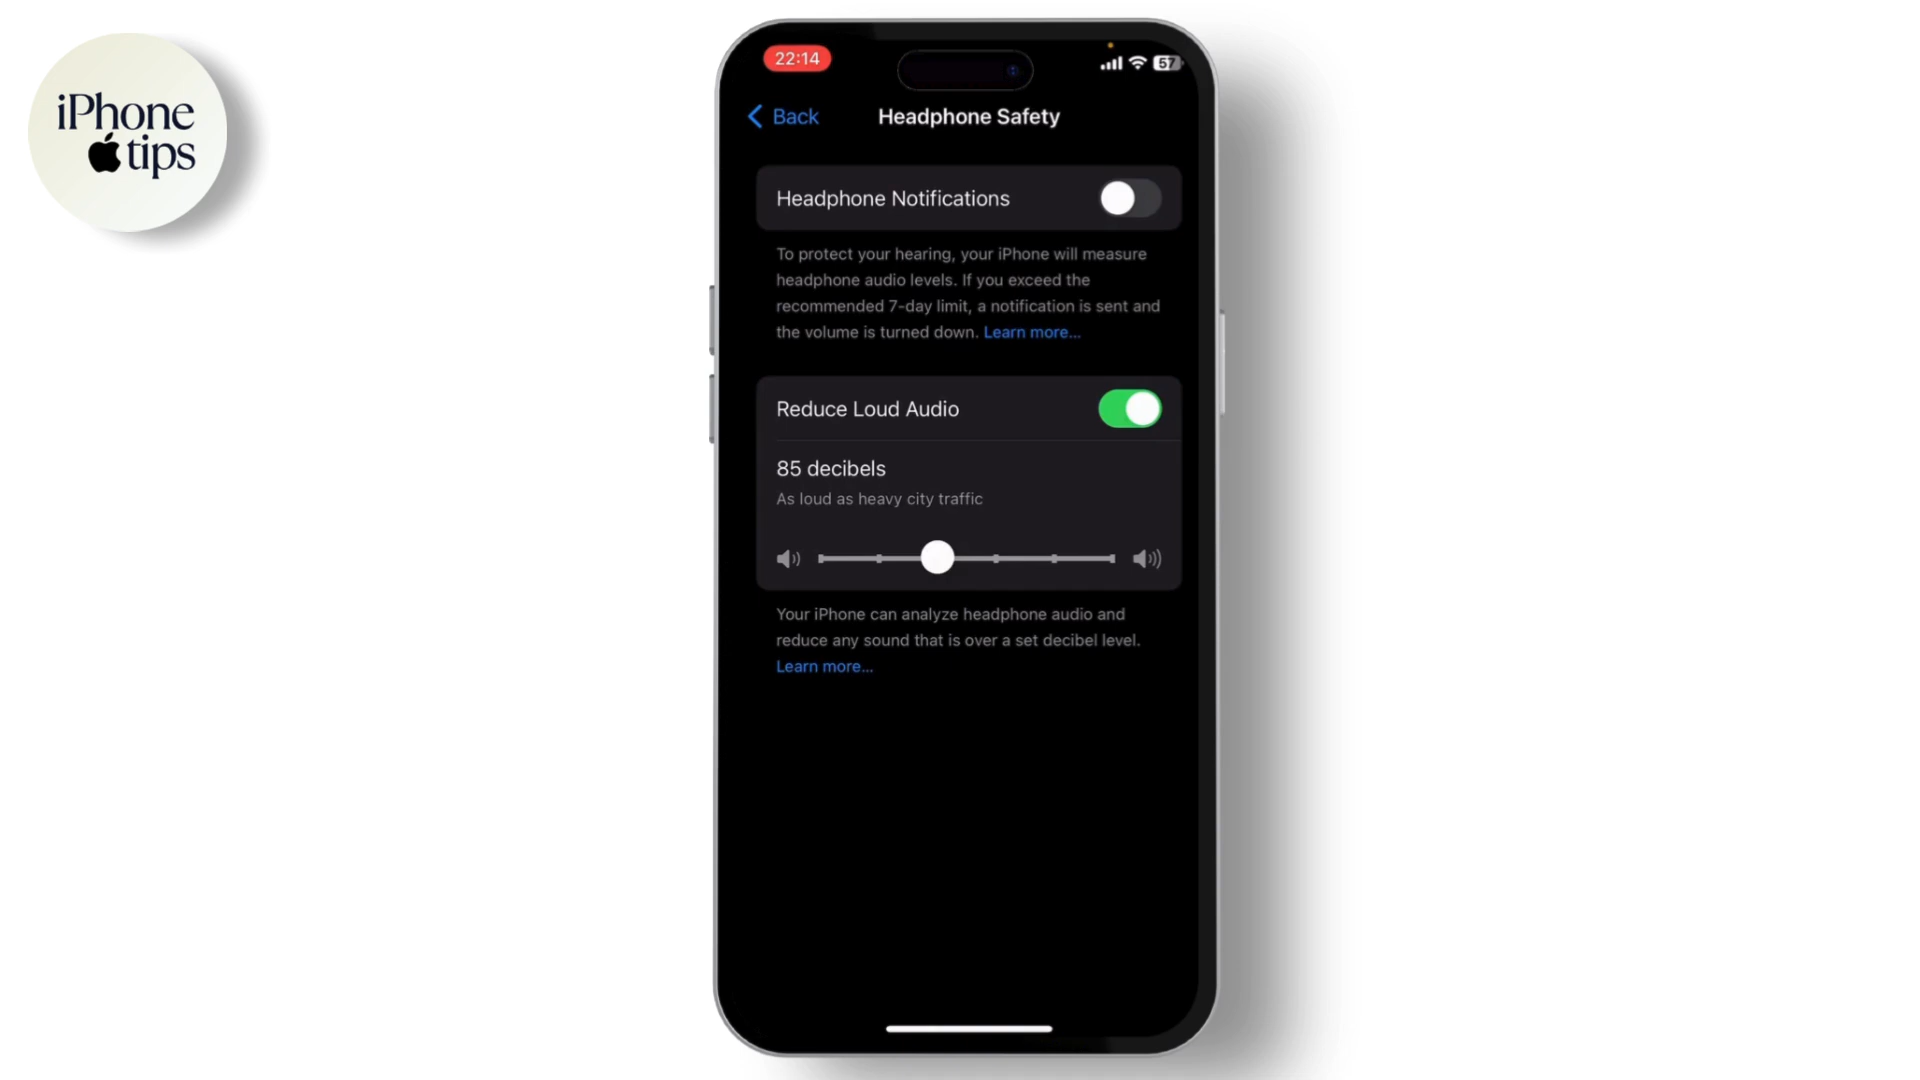 iPhone
tips
22:14
57
Back
Headphone Safety
Headphone Notifications
To protect your hearing, your iPhone will measure
headphone audio levels. If you exceed the
recommended 7-day limit, a notification is sent and
the volume is turned down. Learn more...
Reduce Loud Audio
85 decibels
As loud as heavy city traffic
Your iPhone can analyze headphone audio and
reduce any sound that is over a set decibel level.
Learn more...